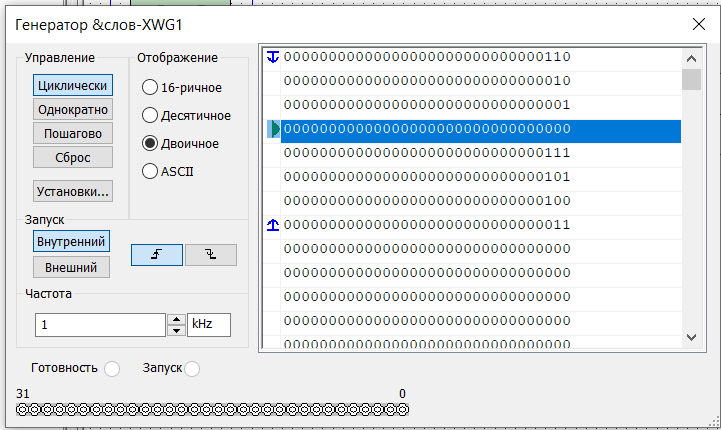 Генератор &слов-XWG1
Управление
Циклически
Однократно
Пошагово
Сброс
Установки...
Отображение
16-ричное
Десятичное
Двоичное
ASCII
Запуск
Внутренний
Внешний
Частота
1 kHz
00000000000000000000000000000110
00000000000000000000000000000010
00000000000000000000000000000001
00000000000000000000000000000000
00000000000000000000000000000111
00000000000000000000000000000101
00000000000000000000000000000100
00000000000000000000000000000011
00000000000000000000000000000000
00000000000000000000000000000000
00000000000000000000000000000000
00000000000000000000000000000000
00000000000000000000000000000000
Готовность Запуск
31 0